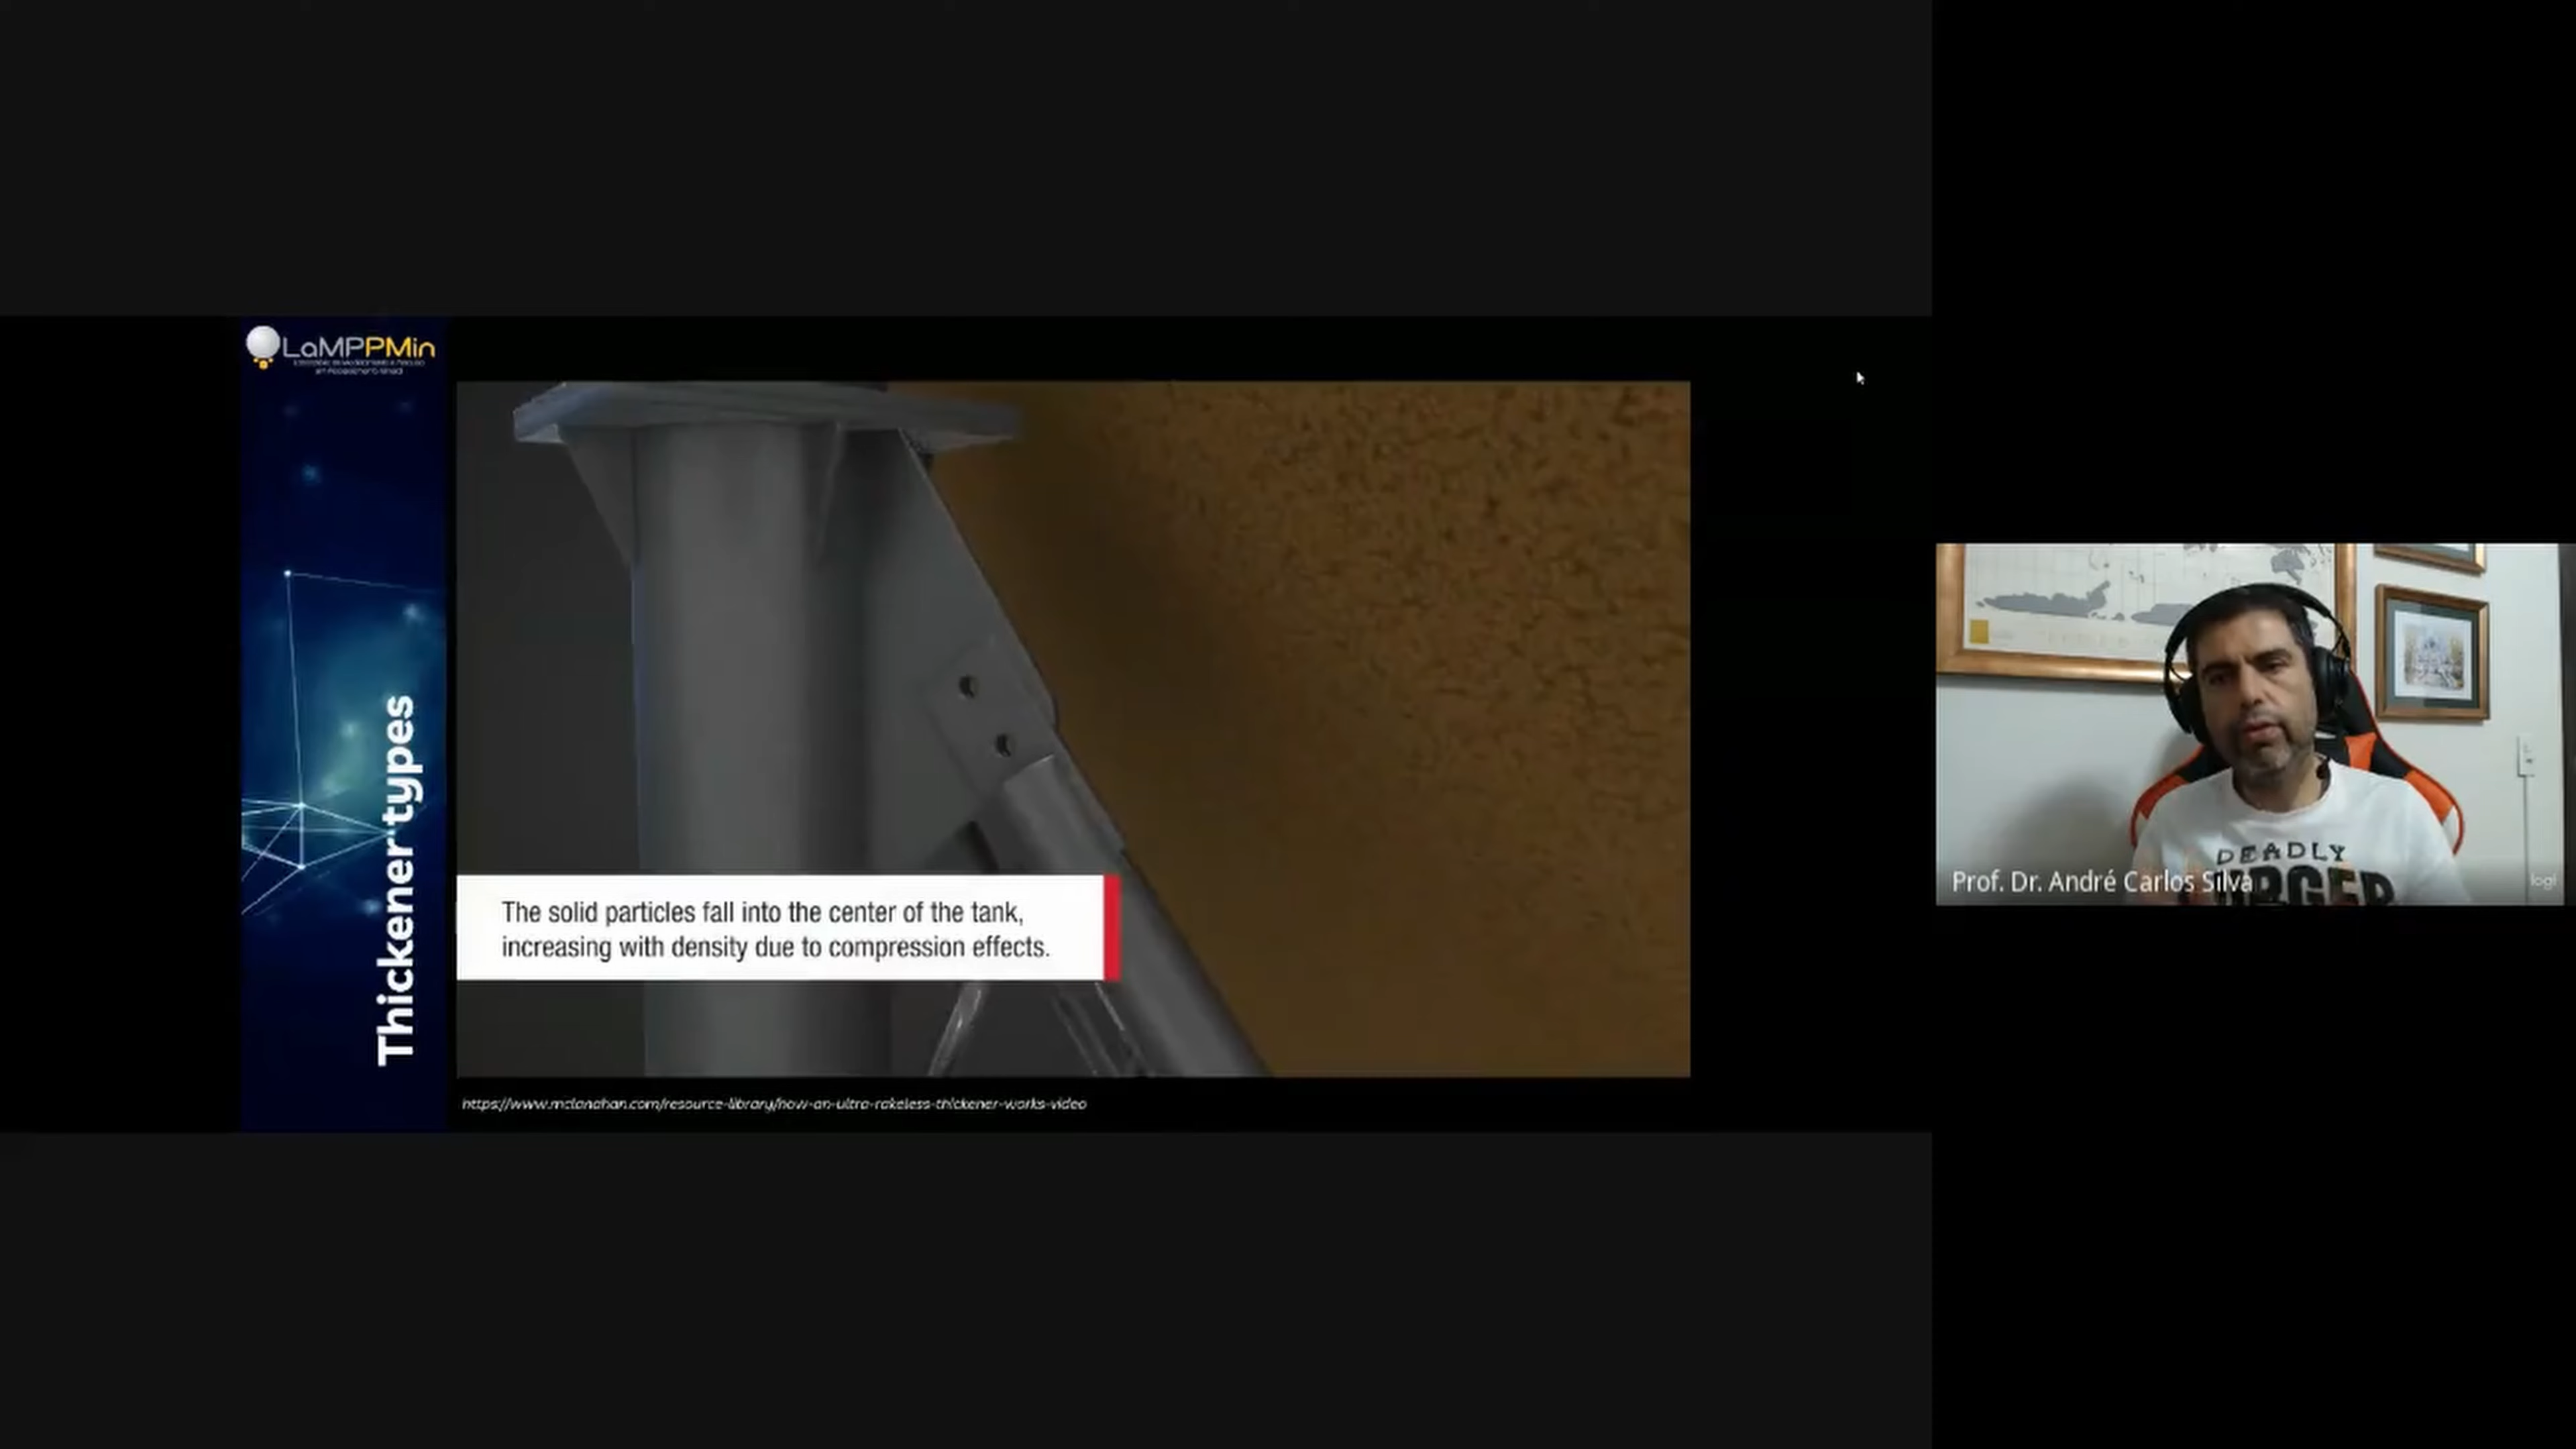 LaMPPMin
Thickener types
The solid particles fall into the center of the tank,
increasing with density due to compression effects.
https://www.mclanahan.com/resource-library/how-an-ultra-rakeless-thickener-works-video
DEADLY
Prof. Dr. André Carlos Silva
logi